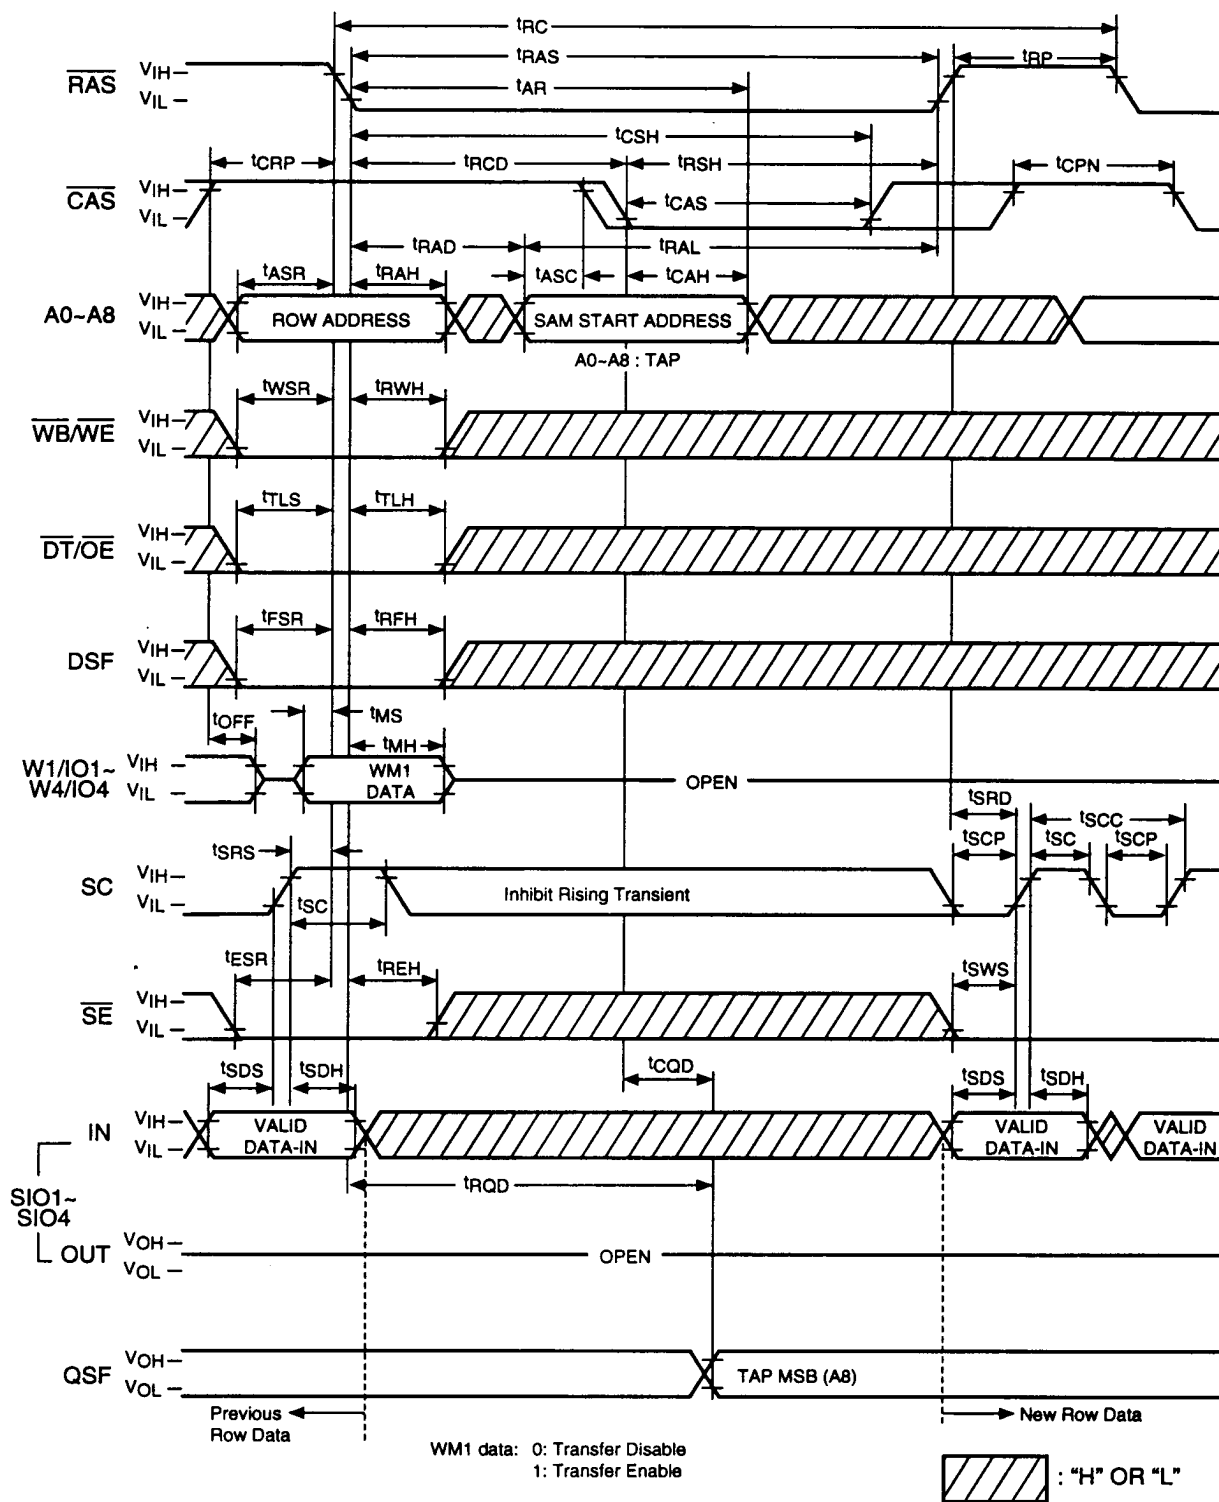 tRC
tRAS
tRP
RAS VIH
VIL
tAR
tCSH
tCRP
tRCD
tRSH
tCPN
CAS VIH
VIL
tCAS
tRAD
tRAL
tASR
tRAH
tASC
tCAH
A0~A8 VIH
VIL
ROW ADDRESS
SAM START ADDRESS
A0~A8 : TAP
tWSR
tRWH
WB/WE VIH
VIL
tTLS
tTLH
DT/OE VIH
VIL
tFSR
tRFH
DSF VIH
VIL
tOFF
tMS
tMH
W1/IO1~
W4/IO4
VIH
VIL
WM1
DATA
OPEN
tSRD
tSCC
tSRS
tSCP
tSC
tSCP
SC VIH
VIL
tSC
Inhibit Rising Transient
tESR
tREH
tSWS
SE VIH
VIL
tCQD
tSDS
tSDH
tSDS
tSDH
IN VIH
VIL
VALID
DATA-IN
VALID
DATA-IN
VALID
DATA-IN
tRQD
SIO1~
SIO4
OUT VOH
VOL
OPEN
QSF VOH
VOL
TAP MSB (A8)
Previous
Row Data
New Row Data
WM1 data: 0: Transfer Disable
1: Transfer Enable
: "H" OR "L"